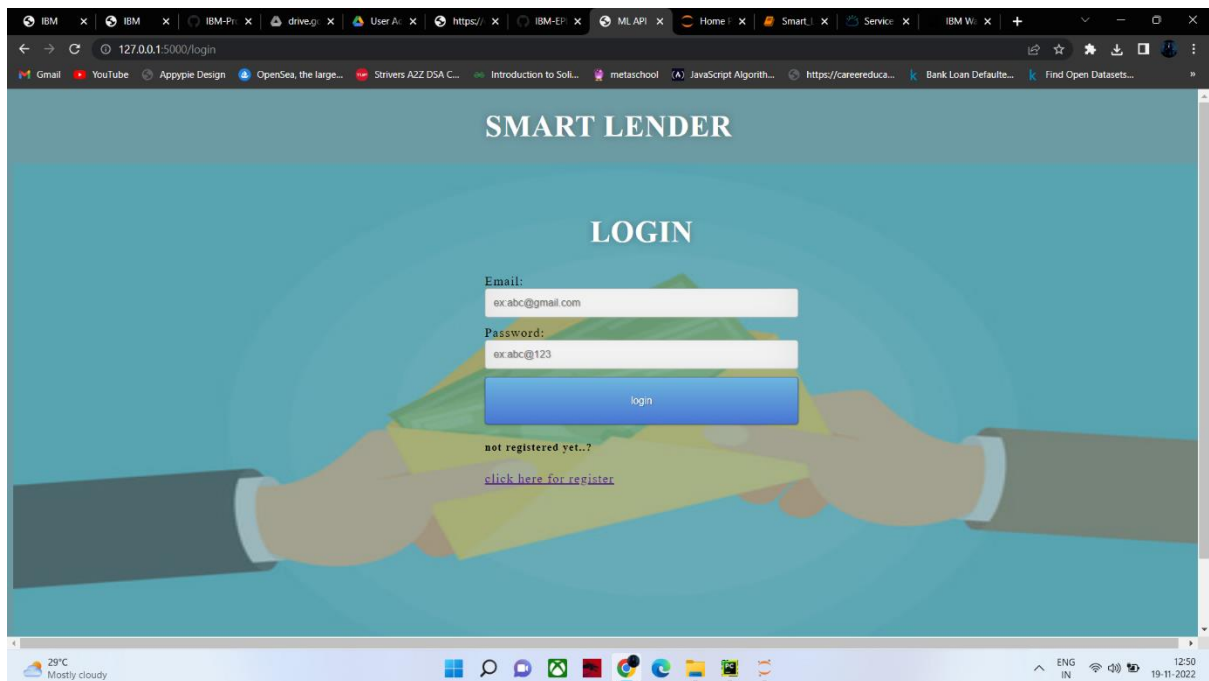 IBM
IBM
IBM-Pr
drive.go
User Ac
https://
IBM-EPI
ML API
Home
Smart_L
Service
IBM W
127.0.0.1:5000/login
Gmail
YouTube
Appypie Design
OpenSea, the large...
Strivers A2Z DSA C...
Introduction to Soli...
metaschool
JavaScript Algorith...
https://careereduca...
Bank Loan Defaulte...
Find Open Datasets...
SMART LENDER
LOGIN
Email:
ex:abc@gmail.com
Password:
ex:abc@123
login
not registered yet..?
click here for register
29°C
Mostly cloudy
ENG
IN
12:50
19-11-2022